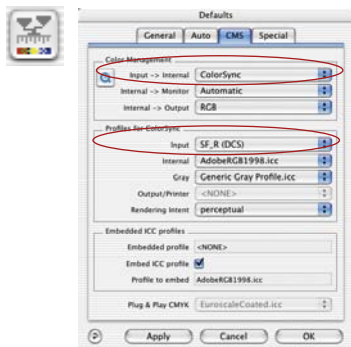 Defaults
General Auto CMS Special
Color Management
Input -> Internal ColorSync
Internal -> Monitor Automatic
Internal -> Output RGB
Profiles for ColorSync
Input SF_R (DCS)
Internal AdobeRGB1998.icc
Gray Generic Gray Profile.icc
Output/Printer <NONE>
Rendering Intent perceptual
Embedded ICC profiles
Embedded profile <NONE>
Embed ICC profile
Profile to embed AdobeRGB1998.icc
Plug & Play CMYK EuroscaleCoated.icc
Apply Cancel OK